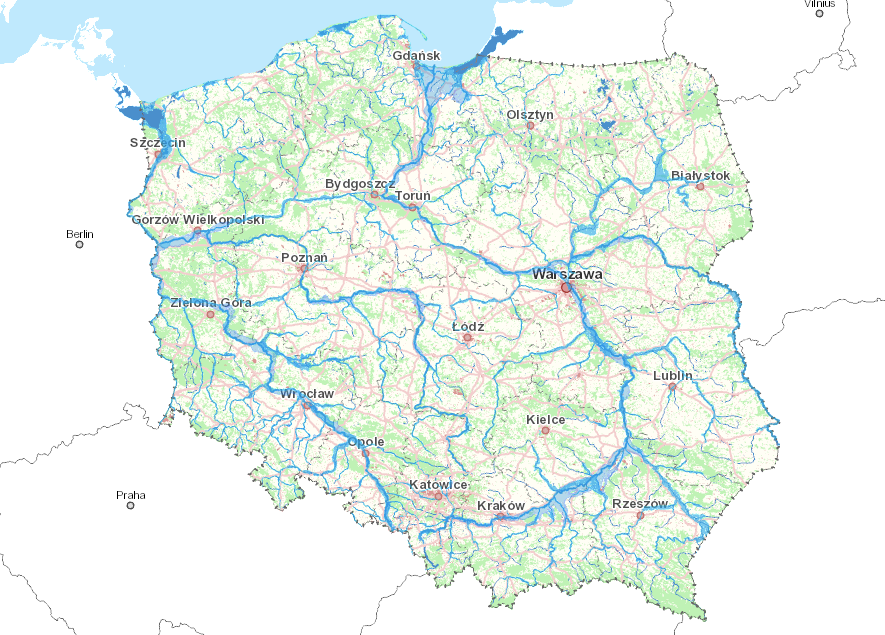 Vilnius
Gdańsk
Olsztyn
Szczecin
Białystok
Bydgoszcz
Toruń
Gorzów Wielkopolski
Berlin
Poznań
Warszawa
Zielona Góra
Łódź
Lublin
Wrocław
Kielce
Opole
Katowice
Praha
Kraków
Rzeszów